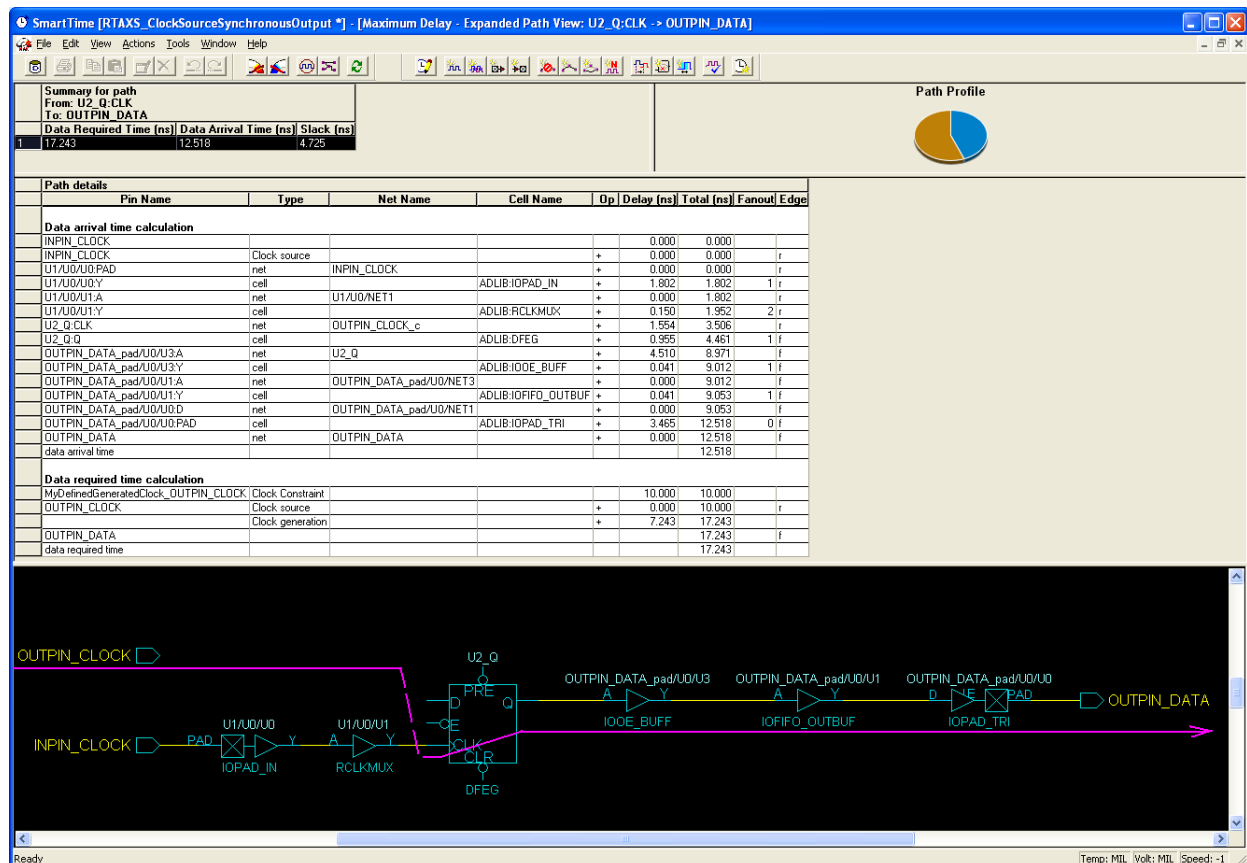 SmartTime [RTAXS_ClockSourceSynchronousOutput *] - [Maximum Delay - Expanded Path View: U2_Q:CLK -> OUTPIN_DATA]
File Edit View Actions Tools Window Help
Summary for path
From: U2_Q:CLK
To: OUTPIN_DATA
Data Required Time (ns) Data Arrival Time (ns) Slack (ns)
1 17.243 12.518 4.725
Path Profile
Path details
Pin Name Type Net Name Cell Name Op Delay (ns) Total (ns) Fanout Edge
Data arrival time calculation
INPIN_CLOCK 0.000 0.000
INPIN_CLOCK Clock source + 0.000 0.000 r
U1/U0/U0:PAD net INPIN_CLOCK + 0.000 0.000 r
U1/U0/U0:Y cell ADLIB:IOPAD_IN + 1.802 1.802 1 r
U1/U0/U1:A net U1/U0/NET1 + 0.000 1.802 r
U1/U0/U1:Y cell ADLIB:RCLKMUX + 0.150 1.952 2 r
U2_Q:CLK net OUTPIN_CLOCK_c + 1.554 3.506 r
U2_Q:Q cell ADLIB:DFEG + 0.955 4.461 1 f
OUTPIN_DATA_pad/U0/U3:A net U2_Q + 4.510 8.971 f
OUTPIN_DATA_pad/U0/U3:Y cell ADLIB:IOOE_BUFF + 0.041 9.012 1 f
OUTPIN_DATA_pad/U0/U1:A net OUTPIN_DATA_pad/U0/NET3 + 0.000 9.012 f
OUTPIN_DATA_pad/U0/U1:Y cell ADLIB:IOFIFO_OUTBUF + 0.041 9.053 1 f
OUTPIN_DATA_pad/U0/U0:D net OUTPIN_DATA_pad/U0/NET1 + 0.000 9.053 f
OUTPIN_DATA_pad/U0/U0:PAD cell ADLIB:IOPAD_TRI + 3.465 12.518 0 f
OUTPIN_DATA net OUTPIN_DATA + 0.000 12.518 f
data arrival time 12.518
Data required time calculation
MyDefinedGeneratedClock_OUTPIN_CLOCK Clock Constraint 10.000 10.000
OUTPIN_CLOCK Clock source + 0.000 10.000 r
Clock generation + 7.243 17.243
OUTPIN_DATA 17.243 f
data required time 17.243
OUTPIN_CLOCK
U2_Q
OUTPIN_DATA_pad/U0/U3 OUTPIN_DATA_pad/U0/U1 OUTPIN_DATA_pad/U0/U0
PRE
D Q A Y A Y D E PAD OUTPIN_DATA
IOOE_BUFF IOFIFO_OUTBUF IOPAD_TRI
U1/U0/U0 U1/U0/U1 E
INPIN_CLOCK PAD Y A Y CLK
CLR
IOPAD_IN RCLKMUX
DFEG
Ready Temp: MIL Volt: MIL Speed: -1